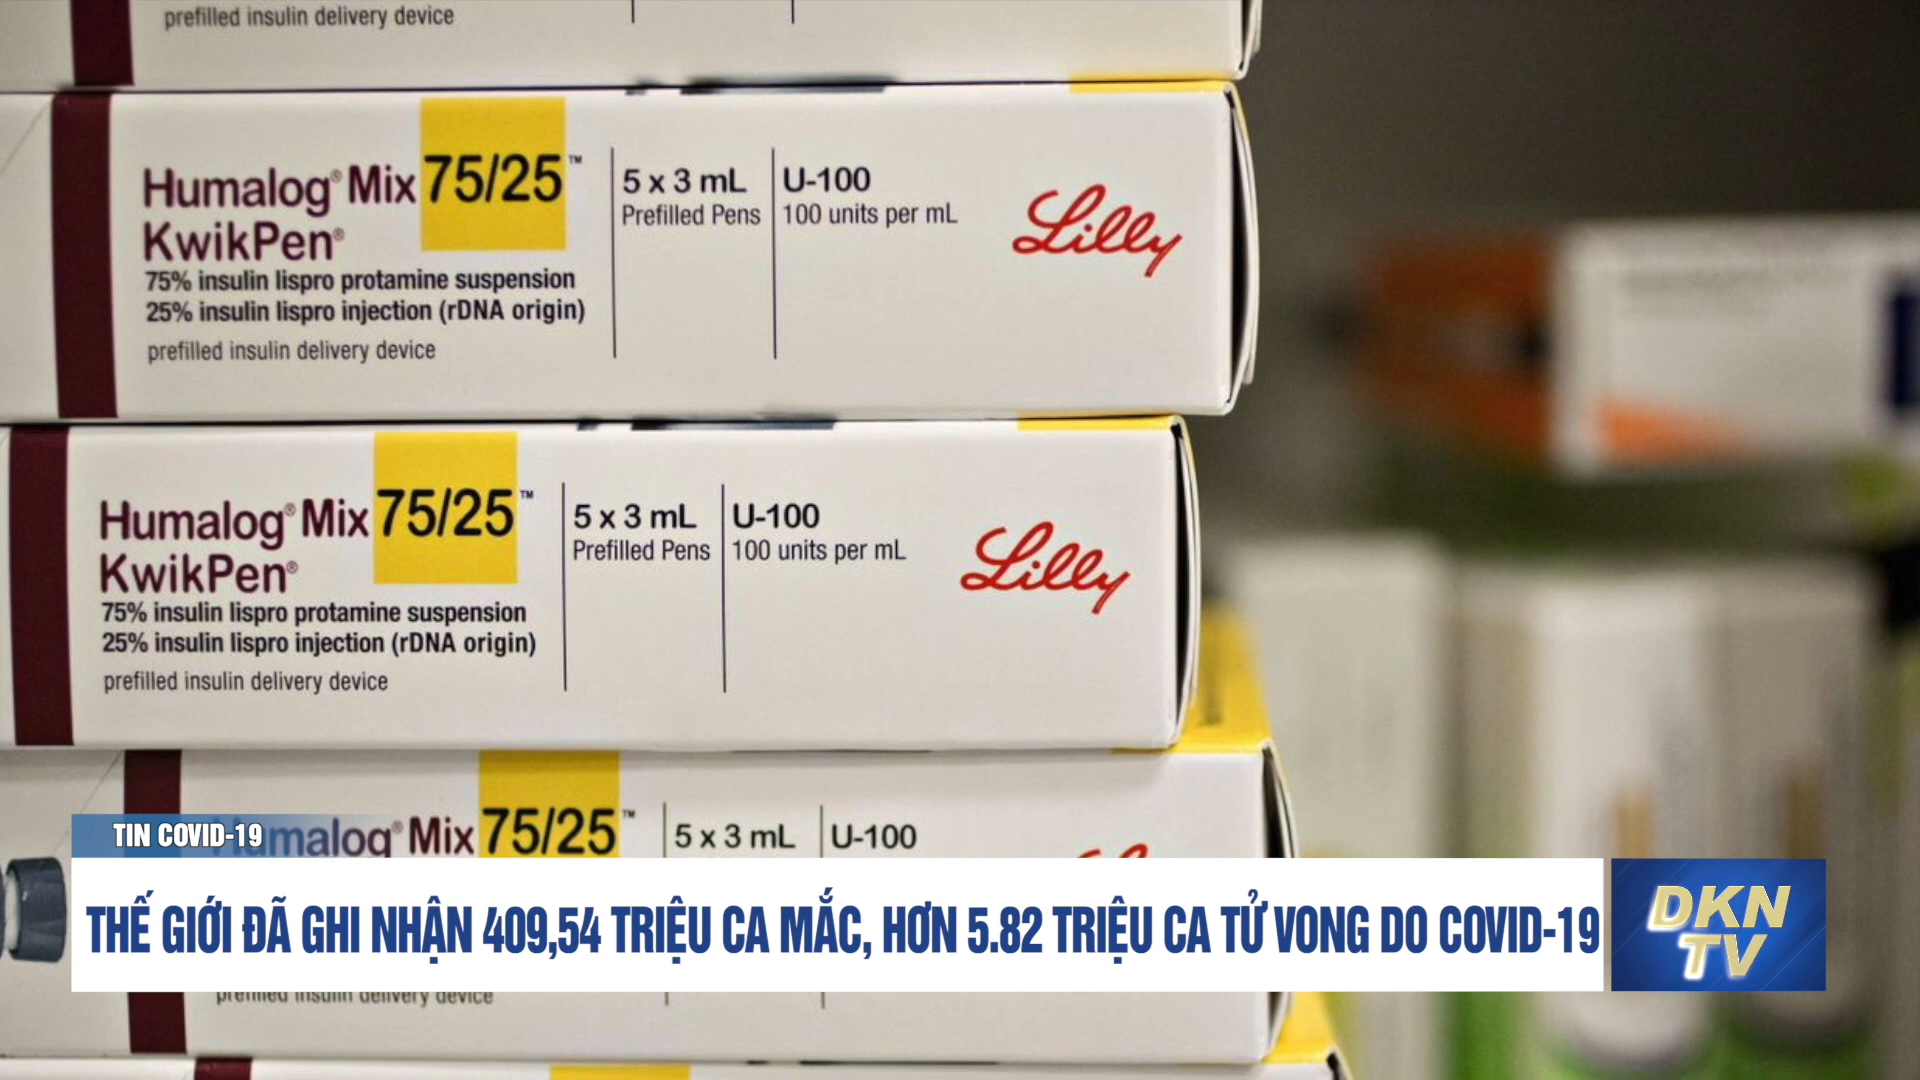 prefilled insulin delivery device
Humalog® Mix 75/25™
KwikPen®
75% insulin lispro protamine suspension
25% insulin lispro injection (rDNA origin)
prefilled insulin delivery device
5 x 3 mL
Prefilled Pens
U-100
100 units per mL
Lilly
Humalog® Mix 75/25™
KwikPen®
75% insulin lispro protamine suspension
25% insulin lispro injection (rDNA origin)
prefilled insulin delivery device
5 x 3 mL
Prefilled Pens
U-100
100 units per mL
Lilly
Humalog® Mix 75/25™
5 x 3 mL
U-100
TIN COVID-19
THẾ GIỚI ĐÃ GHI NHẬN 409,54 TRIỆU CA MẮC, HƠN 5.82 TRIỆU CA TỬ VONG DO COVID-19
DKN
TV
prefilled insulin delivery device